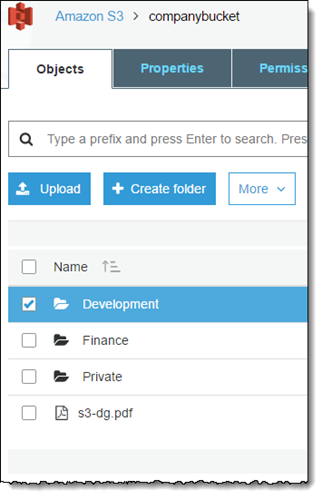 Amazon S3 > companybucket
Objects Properties Permiss
Type a prefix and press Enter to search. Pres
Upload Create folder More
Name
Development
Finance
Private
s3-dg.pdf